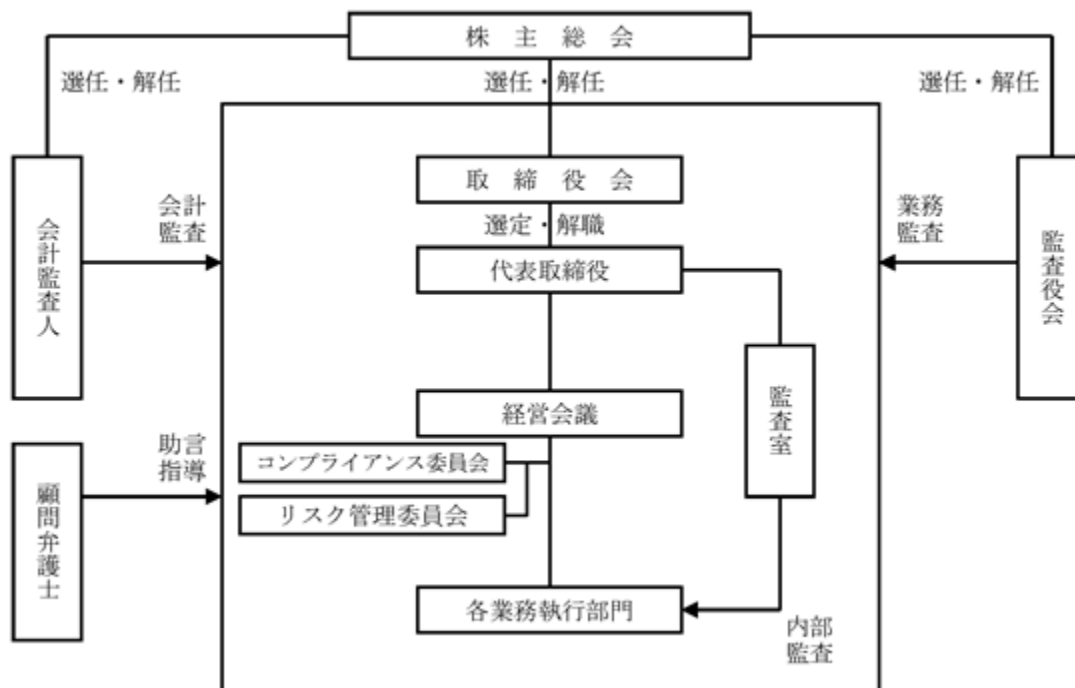 株主総会
選任・解任
選任・解任
選任・解任
取締役会
選定・解職
代表取締役
会計監査人
会計
監査
業務
監査
監査役会
経営会議
監査室
コンプライアンス委員会
リスク管理委員会
助言
指導
顧問弁護士
各業務執行部門
内部
監査